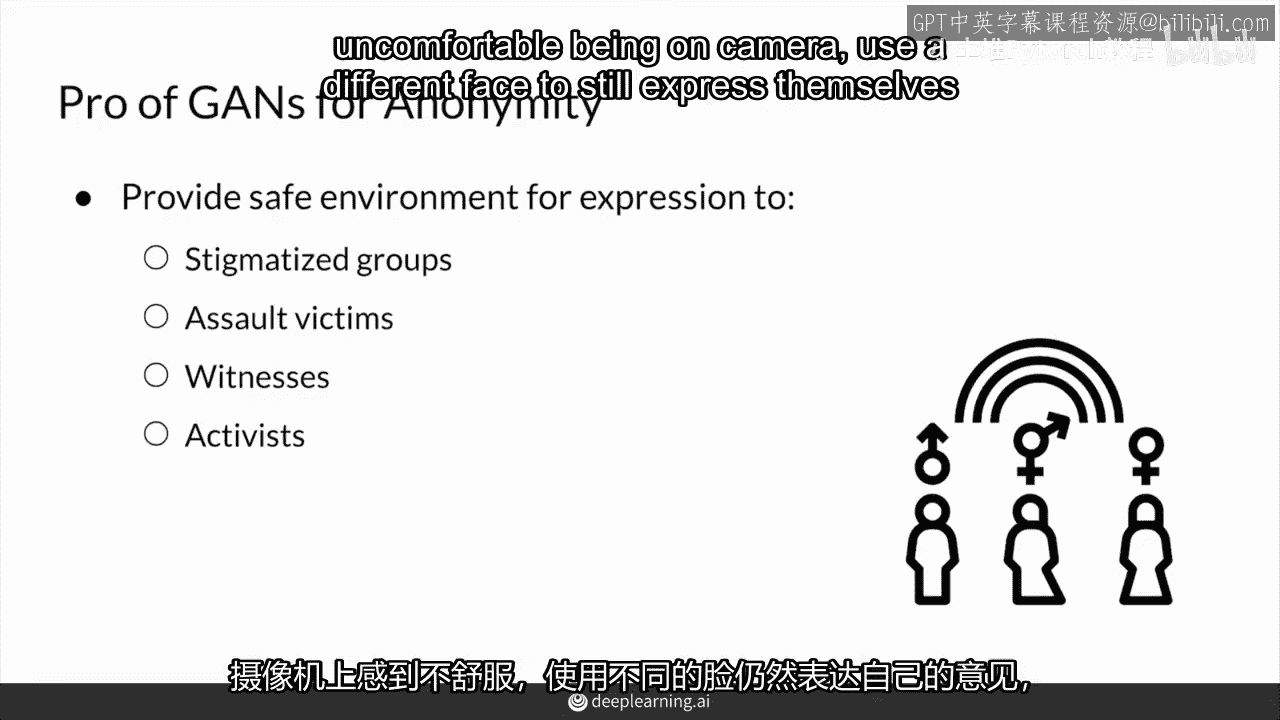 GPT中英字幕课程资源@bilibili.com
uncomfortable being on camera, use a
different face to still express themselves
Pro of GANs for Anonymity
● Provide safe environment for expression to:
○ Stigmatized groups
○ Assault victims
○ Witnesses
○ Activists
摄像机上感到不舒服，使用不同的脸仍然表达自己的意见，
deeplearning.ai